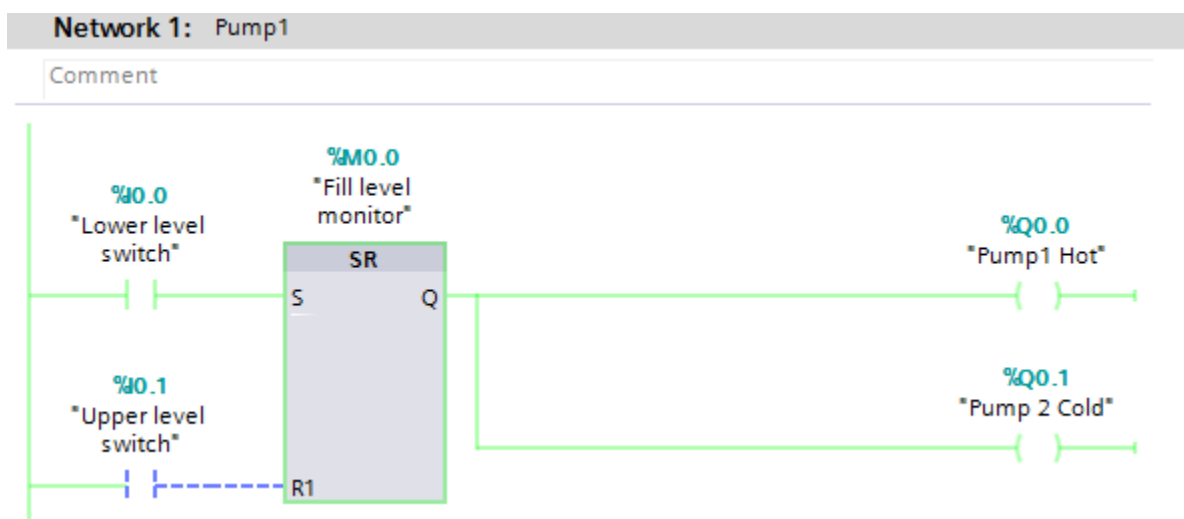 Network 1: Pump1
Comment
%M0.0
"Fill level
monitor"
%I0.0
"Lower level
switch"
SR
S Q
%Q0.0
"Pump1 Hot"
%I0.1
"Upper level
switch"
R1
%Q0.1
"Pump 2 Cold"